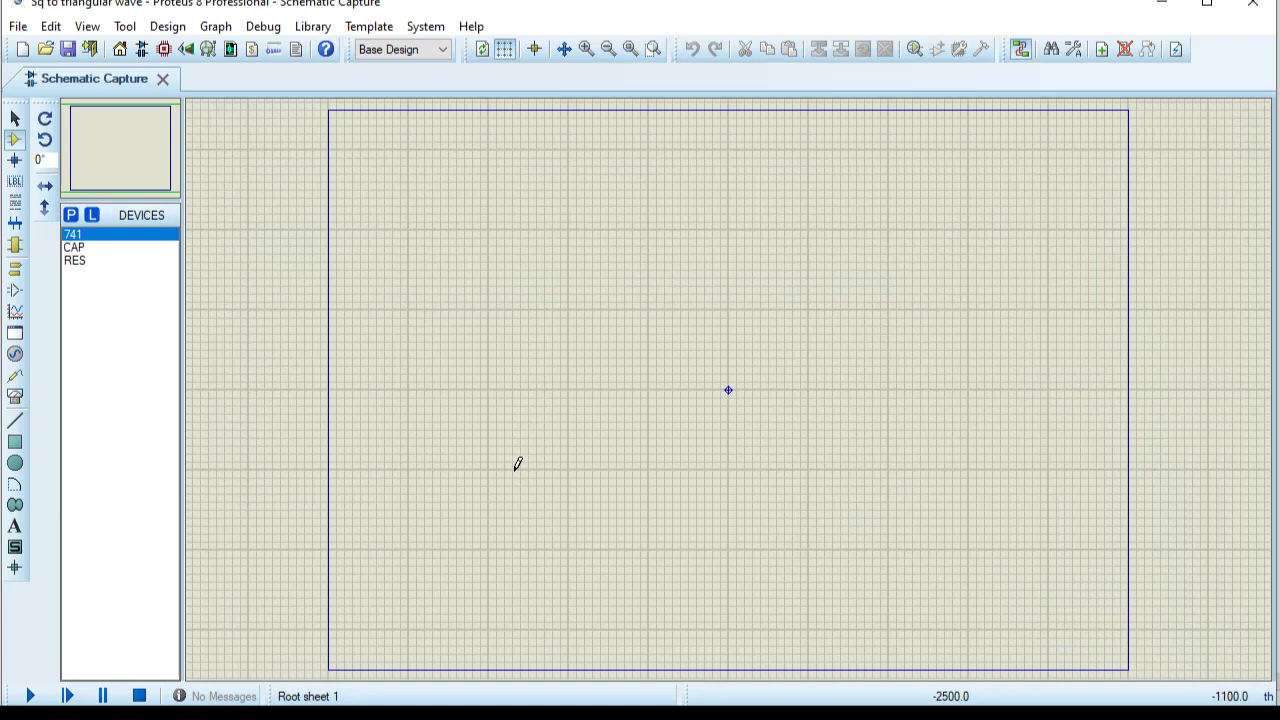 Sq to triangular wave - Proteus 8 Professional - Schematic Capture
File Edit View Tool Design Graph Debug Library Template System Help
Base Design
Schematic Capture
LBL
0°
P L DEVICES
741
CAP
RES
A
S
No Messages Root sheet 1 -2500.0 -1100.0 th